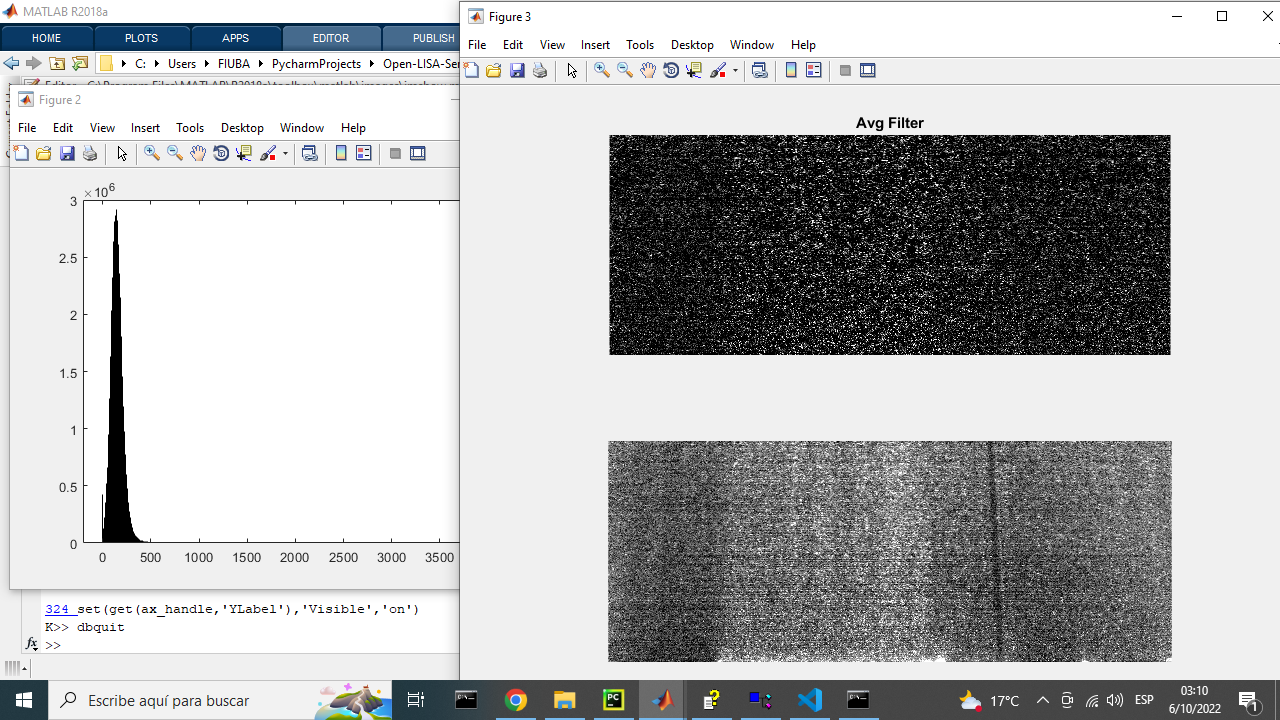 MATLAB R2018a
HOME PLOTS APPS EDITOR PUBLISH
C: Users FIUBA PycharmProjects Open-LISA-Ser
Figure 2
File Edit View Insert Tools Desktop Window Help
×10^6
3
2.5
2
1.5
1
0.5
0
0 500 1000 1500 2000 2500 3000 3500
324 set(get(ax_handle,'YLabel'),'Visible','on')
K>> dbquit
fx >>
Figure 3
File Edit View Insert Tools Desktop Window Help
Avg Filter
Escribe aquí para buscar
PC
17°C
ESP
03:10
6/10/2022
1